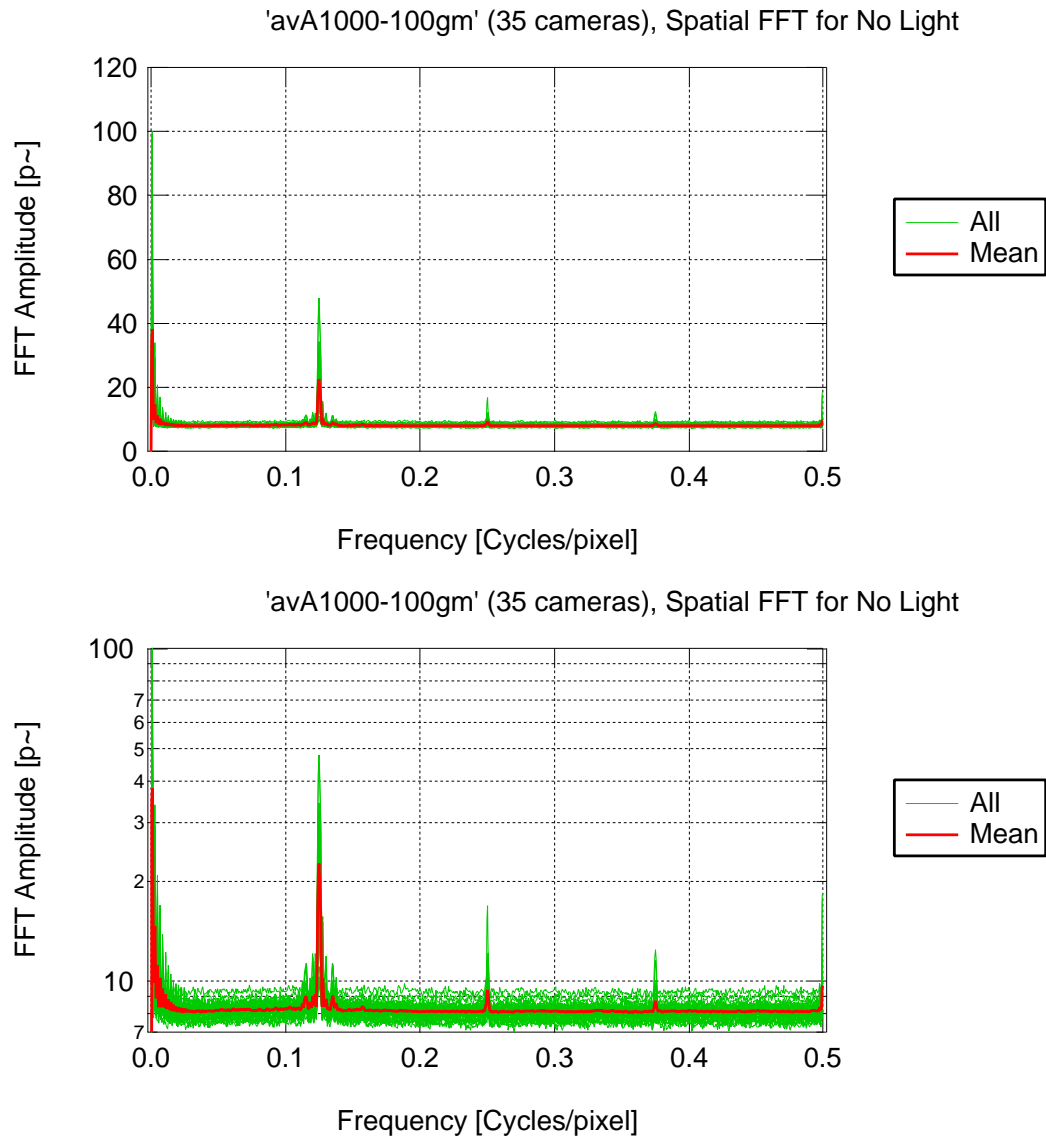 'avA1000-100gm' (35 cameras), Spatial FFT for No Light
FFT Amplitude [p~]
120
100
80
60
40
20
0
0.0 0.1 0.2 0.3 0.4 0.5
Frequency [Cycles/pixel]
All
Mean
'avA1000-100gm' (35 cameras), Spatial FFT for No Light
FFT Amplitude [p~]
100
7
6
5
4
3
2
10
7
0.0 0.1 0.2 0.3 0.4 0.5
Frequency [Cycles/pixel]
All
Mean